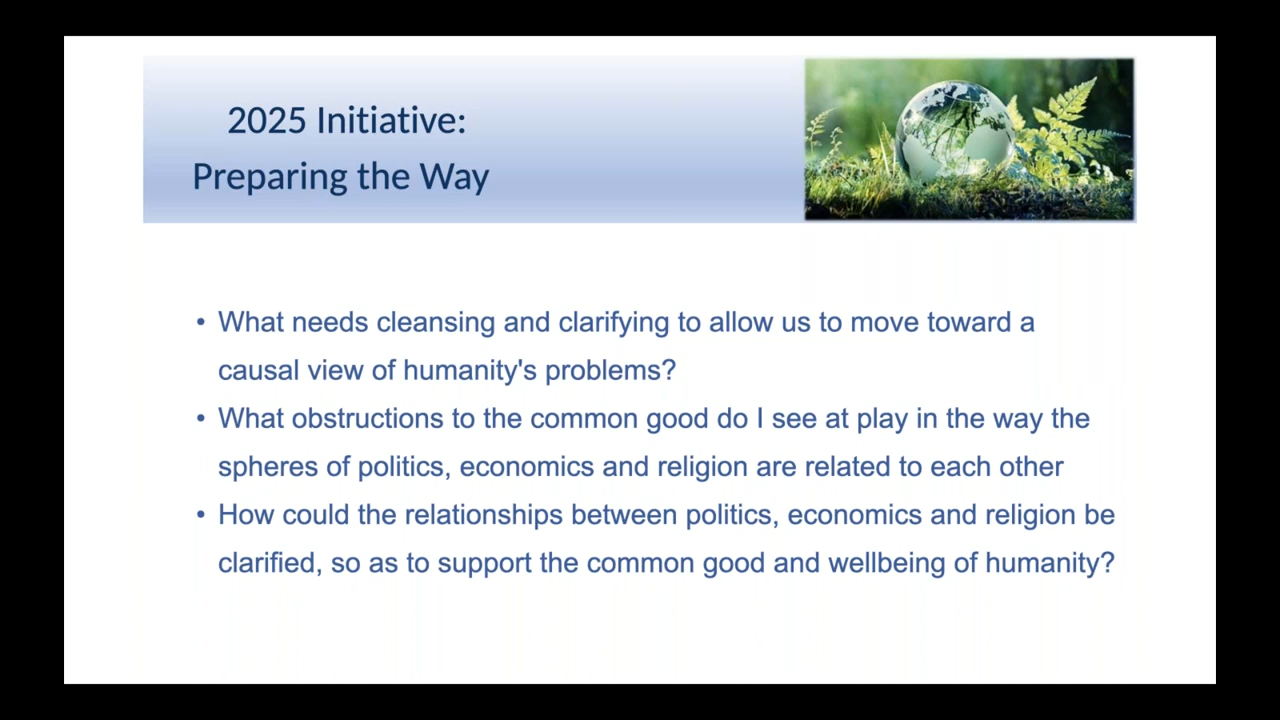 2025 Initiative:
Preparing the Way
• What needs cleansing and clarifying to allow us to move toward a
causal view of humanity's problems?
• What obstructions to the common good do I see at play in the way the
spheres of politics, economics and religion are related to each other
• How could the relationships between politics, economics and religion be
clarified, so as to support the common good and wellbeing of humanity?